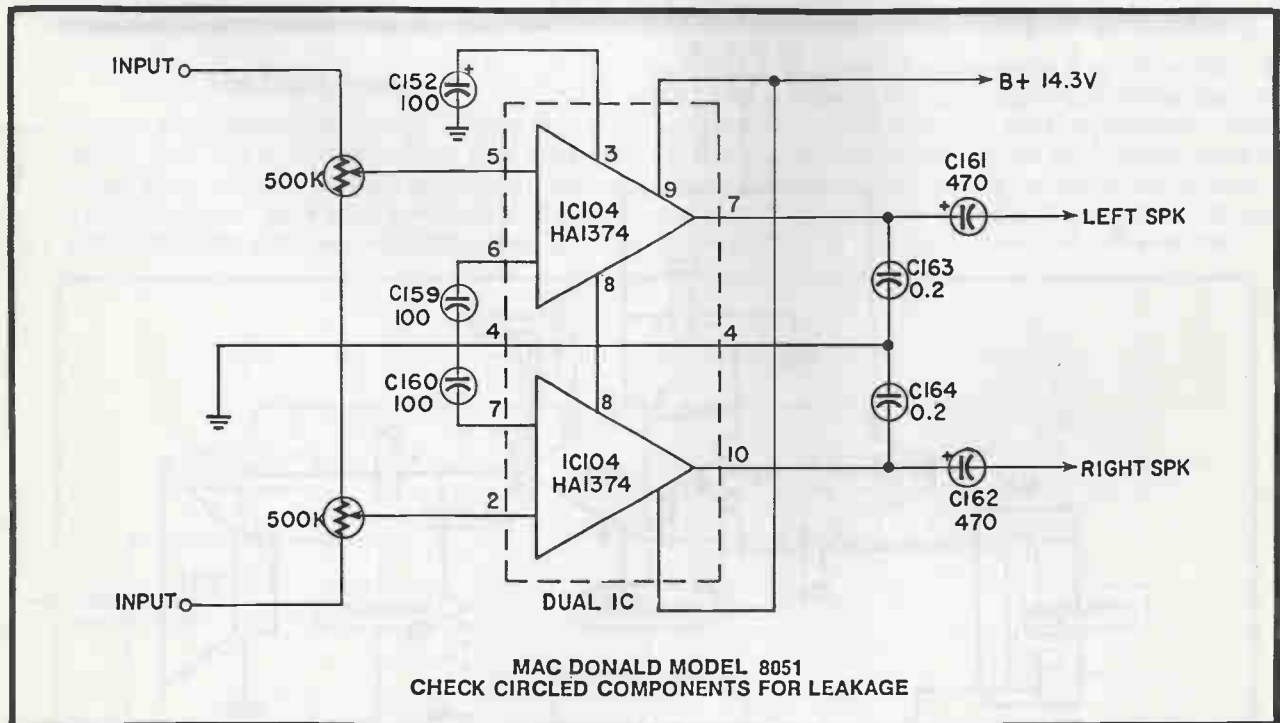 INPUT
C152
100
+
B+ 14.3V
5
3
500K
9
C161
470
IC104
HA1374
7
+
LEFT SPK
6
8
C163
0.2
C159
100
4
4
C160
100
8
C164
0.2
7
IC104
HA1374
10
+
RIGHT SPK
C162
470
500K
2
INPUT
DUAL IC
MAC DONALD MODEL 8051
CHECK CIRCLED COMPONENTS FOR LEAKAGE